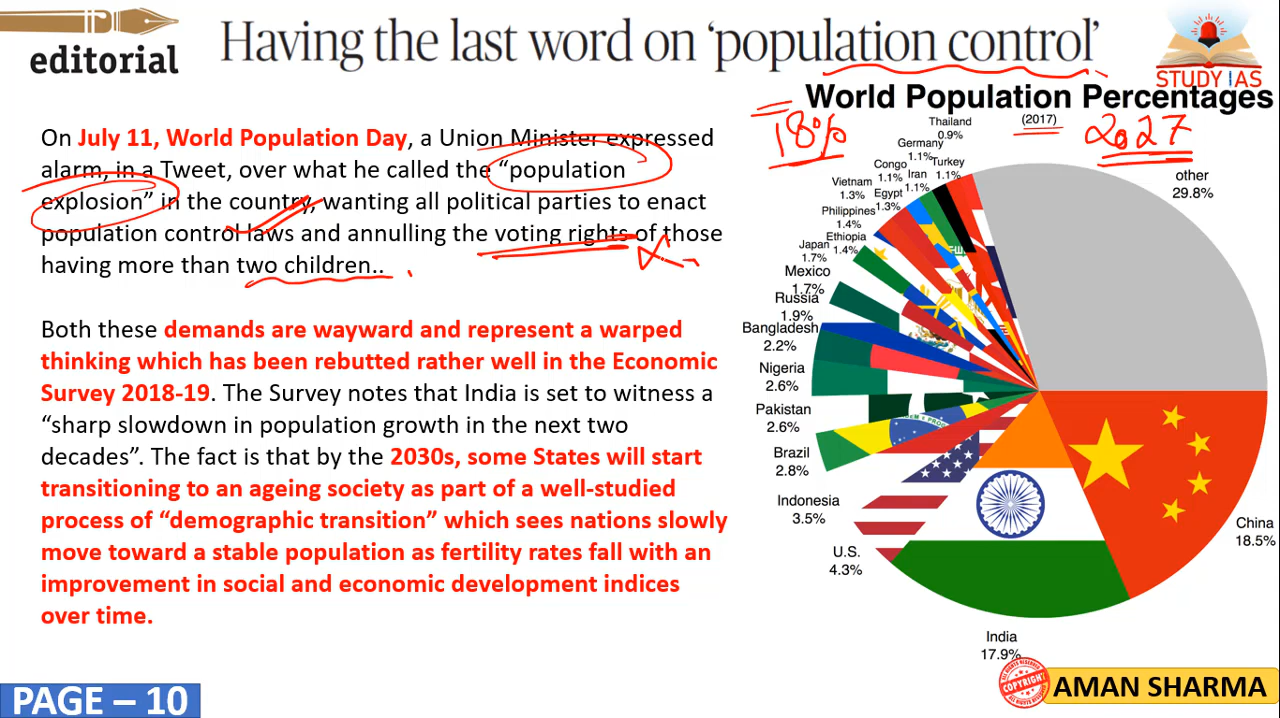 editorial
Having the last word on ‘population control’
STUDY IAS
On July 11, World Population Day, a Union Minister expressed
alarm, in a Tweet, over what he called the “population
explosion” in the country, wanting all political parties to enact
population control laws and annulling the voting rights of those
having more than two children..
Both these demands are wayward and represent a warped
thinking which has been rebutted rather well in the Economic
Survey 2018-19. The Survey notes that India is set to witness a
“sharp slowdown in population growth in the next two
decades”. The fact is that by the 2030s, some States will start
transitioning to an ageing society as part of a well-studied
process of “demographic transition” which sees nations slowly
move toward a stable population as fertility rates fall with an
improvement in social and economic development indices
over time.
World Population Percentages
(2017)
18%
2027
Thailand
0.9%
Germany
1.1%
Turkey
1.1%
Congo
1.1%
Iran
1.1%
Vietnam
1.3%
Egypt
1.3%
Philippines
1.4%
Ethiopia
1.4%
Japan
1.7%
Mexico
1.7%
Russia
1.9%
Bangladesh
2.2%
Nigeria
2.6%
Pakistan
2.6%
Brazil
2.8%
Indonesia
3.5%
U.S.
4.3%
India
17.9%
China
18.5%
other
29.8%
COPYRIGHT
AMAN SHARMA
PAGE – 10